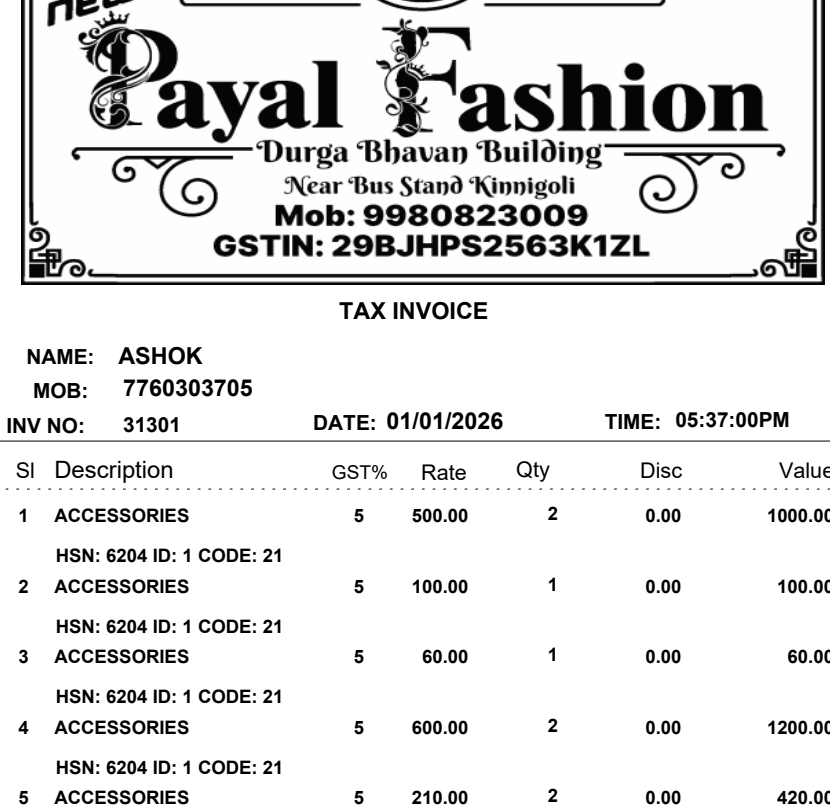 new
Payal Fashion
Durga Bhavan Building
Near Bus Stand Kinnigoli
Mob: 9980823009
GSTIN: 29BJHPS2563K1ZL
TAX INVOICE
NAME: ASHOK
MOB: 7760303705
INV NO: 31301 DATE: 01/01/2026 TIME: 05:37:00PM
Sl Description GST% Rate Qty Disc Value
1 ACCESSORIES 5 500.00 2 0.00 1000.00
HSN: 6204 ID: 1 CODE: 21
2 ACCESSORIES 5 100.00 1 0.00 100.00
HSN: 6204 ID: 1 CODE: 21
3 ACCESSORIES 5 60.00 1 0.00 60.00
HSN: 6204 ID: 1 CODE: 21
4 ACCESSORIES 5 600.00 2 0.00 1200.00
HSN: 6204 ID: 1 CODE: 21
5 ACCESSORIES 5 210.00 2 0.00 420.00